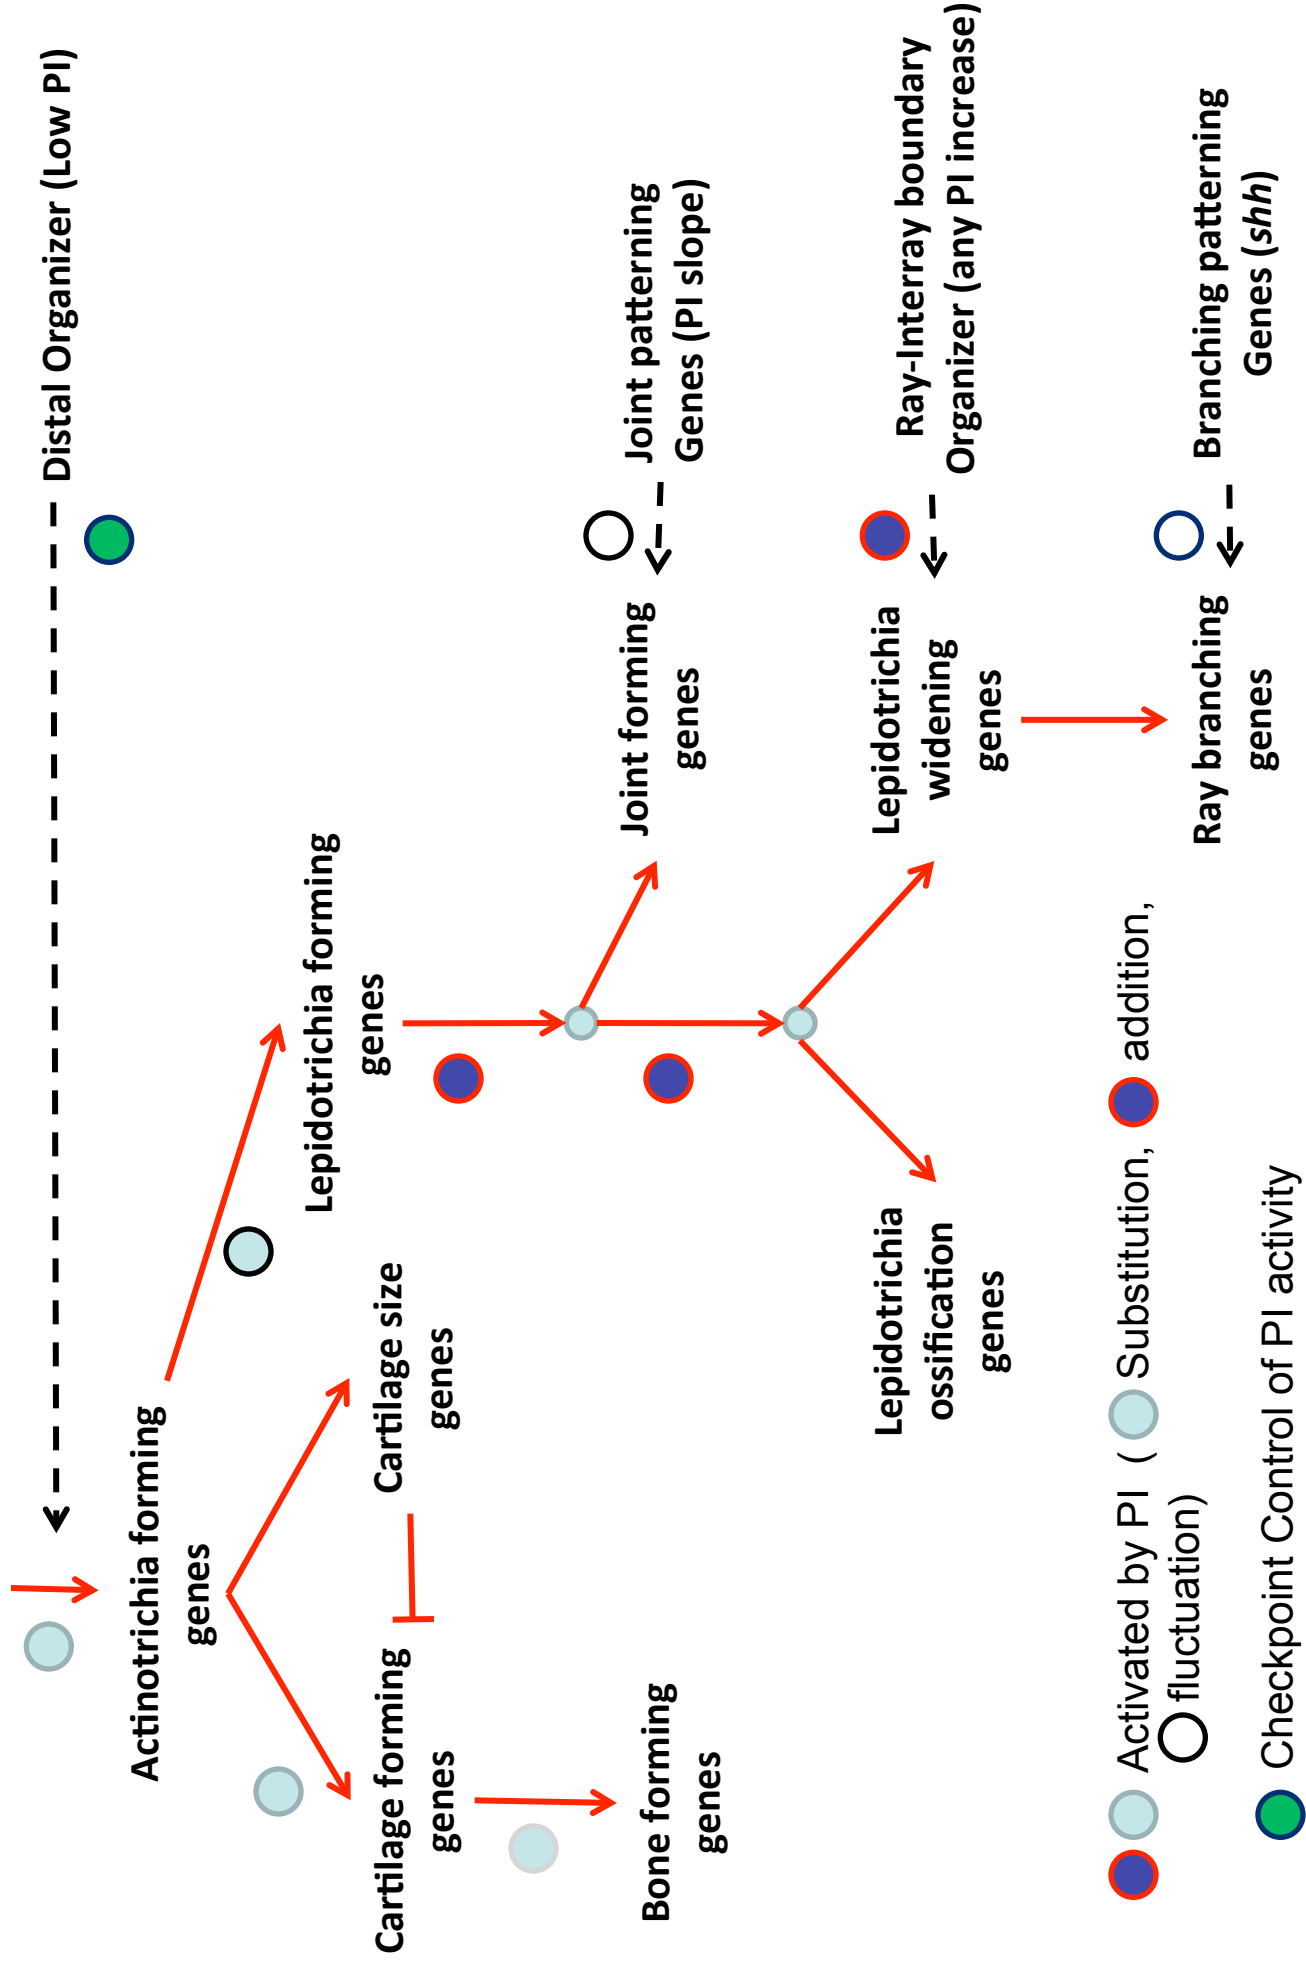 Distal Organizer (Low PI)
Actinotrichia forming
genes
Lepidotrichia forming
genes
Cartilage size
genes
Cartilage forming
genes
Bone forming
genes
Joint forming
genes
Joint patterning
Genes (PI slope)
Lepidotrichia
ossification
genes
Lepidotrichia
widening
genes
Ray-Interray boundary
Organizer (any PI increase)
Ray branching
genes
Branching patterning
Genes (shh)
Activated by PI ( Substitution, addition,
fluctuation)
Checkpoint Control of PI activity